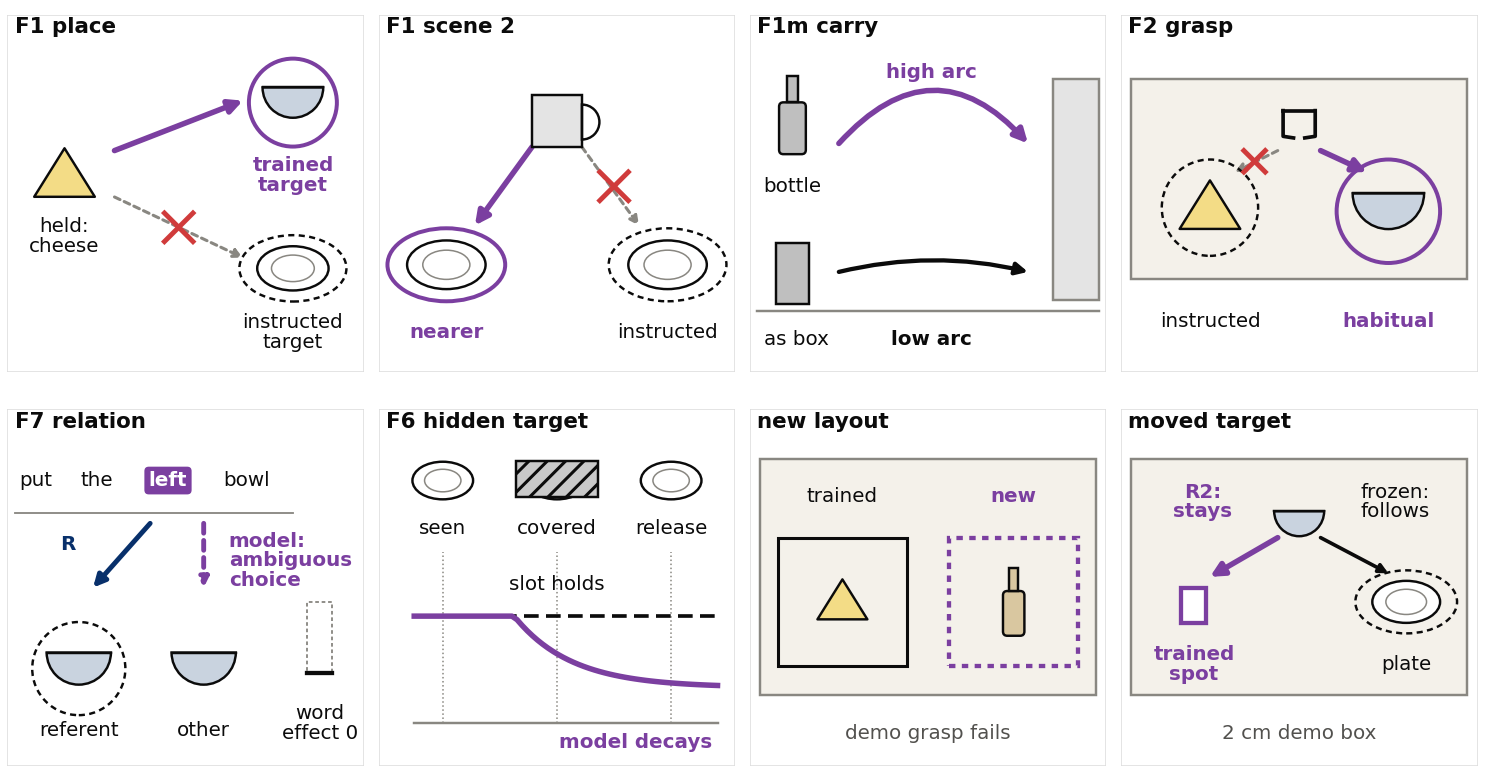 F1 place
trained
target
held:
cheese
instructed
target
F1 scene 2
nearer
instructed
F1m carry
high arc
bottle
as box
low arc
F2 grasp
instructed
habitual
F7 relation
put the left bowl
R
model:
ambiguous
choice
referent
other
word
effect 0
F6 hidden target
seen
covered
release
slot holds
model decays
new layout
trained
new
demo grasp fails
moved target
R2:
stays
frozen:
follows
trained
spot
plate
2 cm demo box